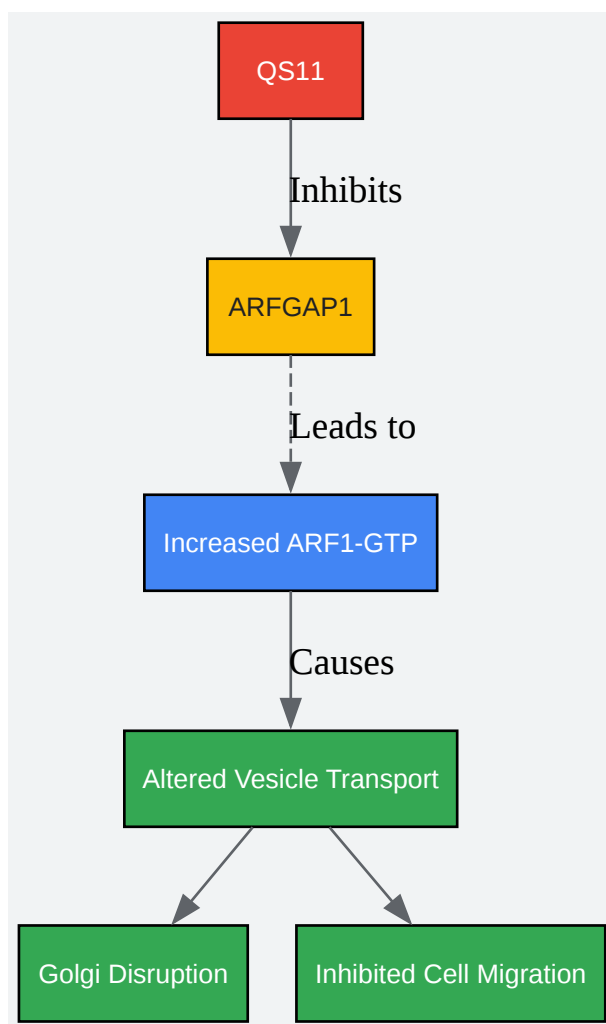 QS11
Inhibits
ARFGAP1
Leads to
Increased ARF1-GTP
Causes
Altered Vesicle Transport
Golgi Disruption
Inhibited Cell Migration